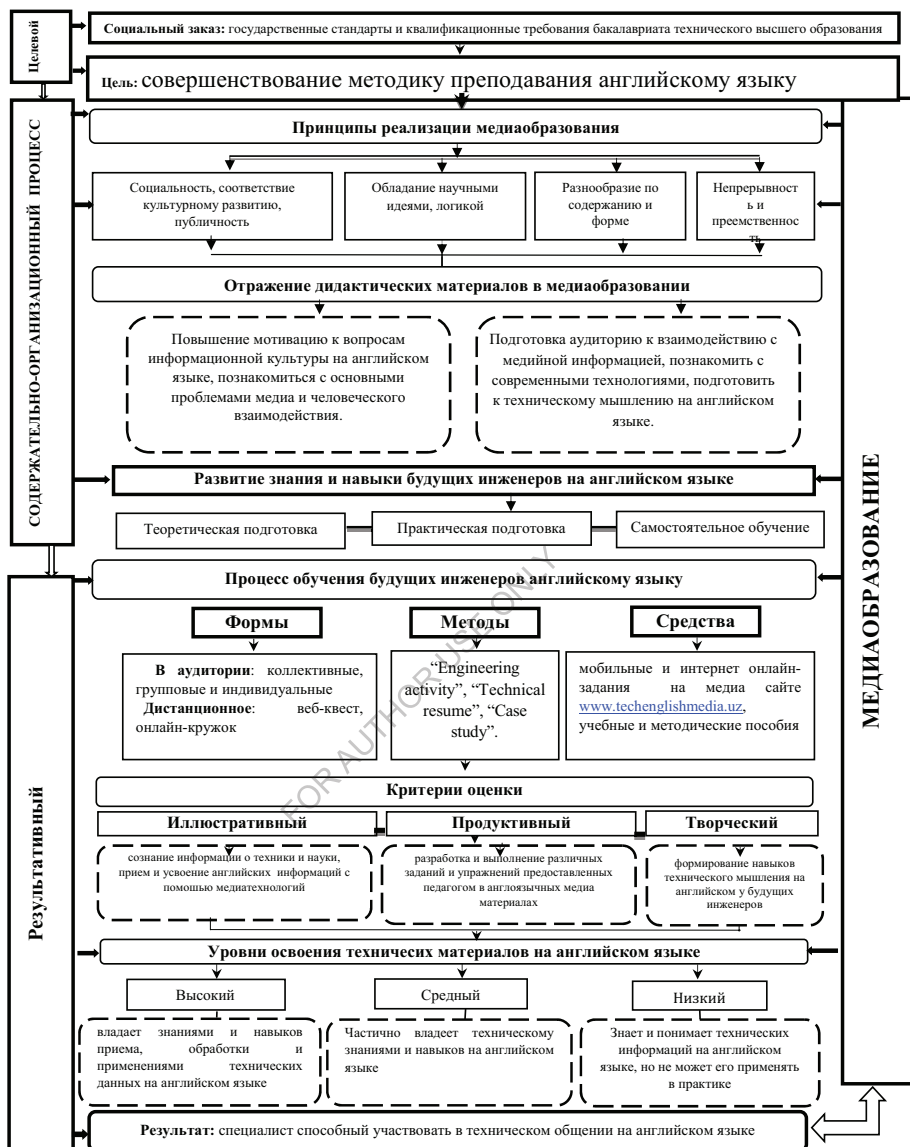 Целевой
Социальный заказ: государственные стандарты и квалификационные требования бакалавриата технического высшего образования
Цель: совершенствование методику преподавания английскому языку
СОДЕРЖАТЕЛЬНО-ОРГАНИЗАЦИОННЫЙ ПРОЦЕСС
Принципы реализации медиаобразования
Социальность, соответствие
культурному развитию,
публичность
Обладание научными
идеями, логикой
Разнообразие по
содержанию и
форме
Непрерывност
ь и
преемственнос
ть
Отражение дидактических материалов в медиаобразовании
Повышение мотивацию к вопросам
информационной культуры на английском
языке, познакомиться с основными
проблемами медиа и человеческого
взаимодействия.
Подготовка аудиторию к взаимодействию с
медийной информацией, познакомить с
современными технологиями, подготовить
к техническому мышлению на английском
языке.
Развитие знания и навыки будущих инженеров на английском языке
Теоретическая подготовка
Практическая подготовка
Самостоятельное обучение
МЕДИАОБРАЗОВАНИЕ
Результативный
Процесс обучения будущих инженеров английскому языку
Формы
Методы
Средства
В аудитории: коллективные,
групповые и индивидуальные
Дистанционное: веб-квест,
онлайн-кружок
“Engineering
activity”, “Technical
resume”, “Case
study”.
мобильные и интернет онлайн-
задания на медиа сайте
www.techenglishmedia.uz,
учебные и методические пособия
Критерии оценки
Иллюстративный
Продуктивный
Творческий
сознание информации о техники и науки,
прием и усвоение английских информаций с
помощью медиатехнологий
разработка и выполнение различных
заданий и упражнений предоставленных
педагогом в англоязычных медиа
материалах
формирование навыков
технического мышления на
английском у будущих
инженеров
Уровни освоения техничесих материалов на английском языке
Высокий
Средный
Низкий
владает знаниями и навыков
приема, обработки и
применениями технических
данных на английском языке
Частично владеет техническому
знаниями и навыков на английском
языке
Знает и понимает технических
информаций на английском
языке, но не может его применять
в практике
Результат: специалист способный участвовать в техническом общении на английском языке
FOR AUTHOR USE ONLY